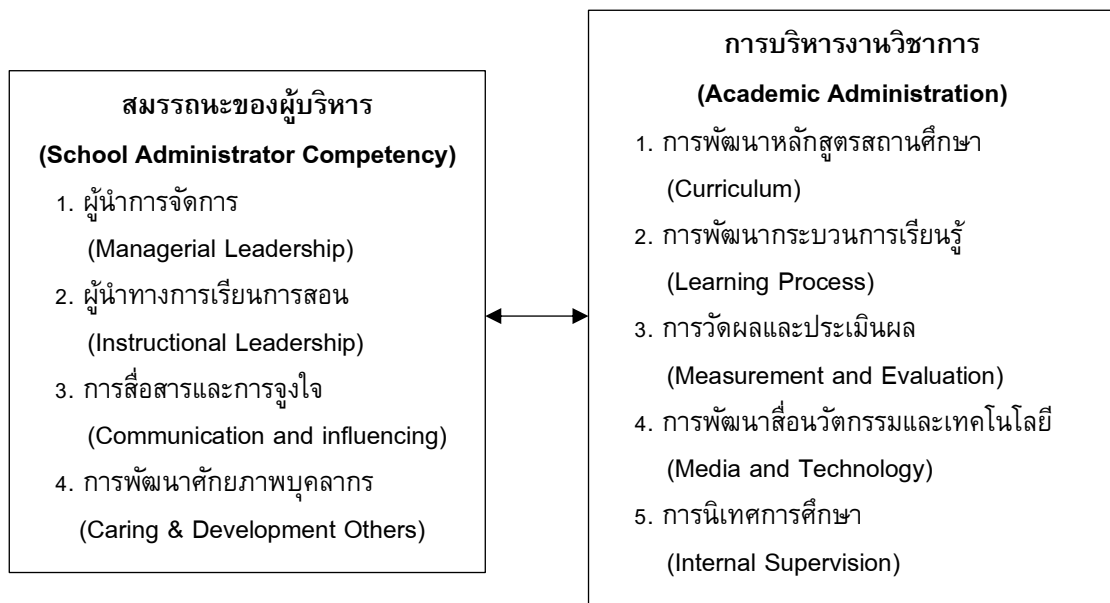 สมรรถนะของผู้บริหาร
(School Administrator Competency)
1. ผู้นำการจัดการ
(Managerial Leadership)
2. ผู้นำทางการเรียนการสอน
(Instructional Leadership)
3. การสื่อสารและการจูงใจ
(Communication and influencing)
4. การพัฒนาศักยภาพบุคลากร
(Caring & Development Others)
การบริหารงานวิชาการ
(Academic Administration)
1. การพัฒนาหลักสูตรสถานศึกษา
(Curriculum)
2. การพัฒนากระบวนการเรียนรู้
(Learning Process)
3. การวัดผลและประเมินผล
(Measurement and Evaluation)
4. การพัฒนาสื่อนวัตกรรมและเทคโนโลยี
(Media and Technology)
5. การนิเทศการศึกษา
(Internal Supervision)